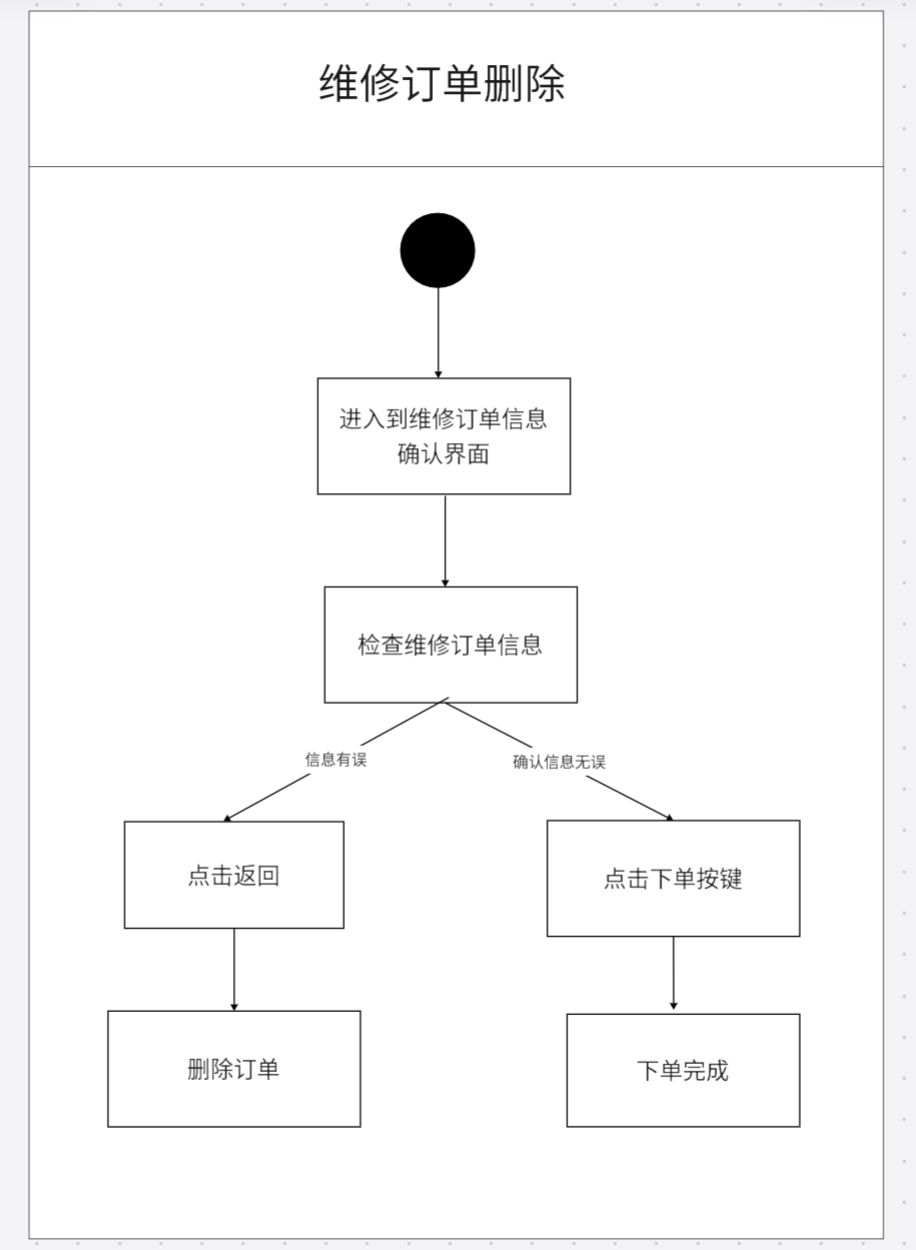 维修订单删除
进入到维修订单信息
确认界面
检查维修订单信息
信息有误
确认信息无误
点击返回
点击下单按键
删除订单
下单完成